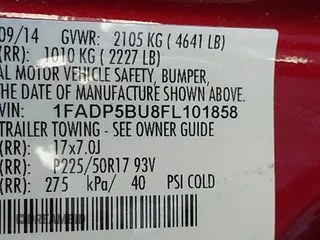 09/14 GVWR: 2105 KG ( 4641 LB)
(RR): 1010 KG ( 2227 LB)
AL MOTOR VEHICLE SAFETY, BUMPER,
THE DATE OF MANUFACTURE SHOWN
VIN: 1FADP5BU8FL101858
TRAILER TOWING - SEE OWNER GUIDE
(RR): 17x7.0J
(RR): P225/50R17 93V
(RR): 275 kPa/ 40 PSI COLD
DREAMBID